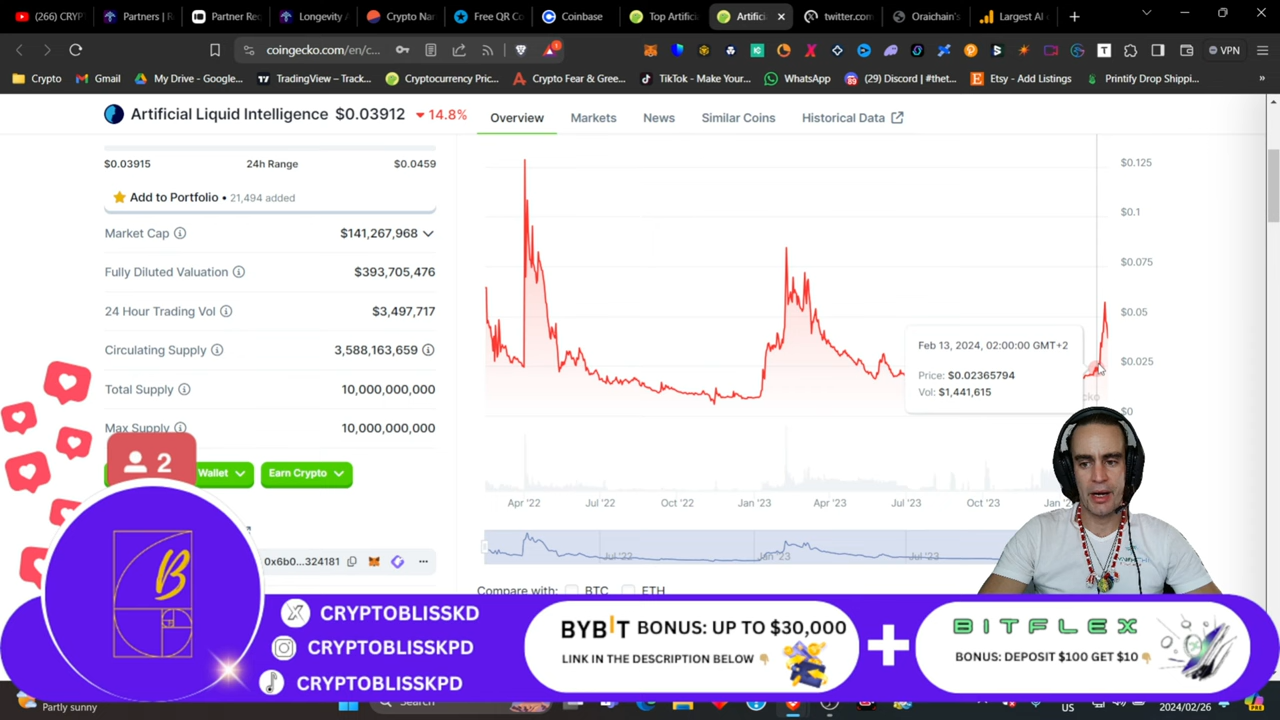 (266) CRYP
Partners | R
Partner Rec
Longevity A
Crypto Nar
Free QR Co
Coinbase
Top Artificia
Artific
twitter.com
Oraichain's
Largest AI c
coingecko.com/en/c...
VPN
Crypto
Gmail
My Drive - Google...
TradingView – Track...
Cryptocurrency Pric...
Crypto Fear & Gree...
TikTok - Make Your...
WhatsApp
(29) Discord | #thet...
Etsy - Add Listings
Printify Drop Shippi...
Artificial Liquid Intelligence $0.03912 14.8%
Overview
Markets
News
Similar Coins
Historical Data
$0.03915 24h Range $0.0459
Add to Portfolio • 21,494 added
Market Cap $141,267,968
Fully Diluted Valuation $393,705,476
24 Hour Trading Vol $3,497,717
Circulating Supply 3,588,163,659
Total Supply 10,000,000,000
Max Supply 10,000,000,000
2
Wallet
Earn Crypto
0x6b0...324181
$0.125
$0.1
$0.075
$0.05
$0.025
$0
Feb 13, 2024, 02:00:00 GMT+2
Price: $0.02365794
Vol: $1,441,615
Apr '22
Jul '22
Oct '22
Jan '23
Apr '23
Jul '23
Oct '23
Jan '
Jul '22
Jan '23
Jul '23
Compare with: BTC ETH
B
CRYPTOBLISSKD
CRYPTOBLISSKPD
CRYPTOBLISSKPD
BYBIT BONUS: UP TO $30,000
LINK IN THE DESCRIPTION BELOW
BITFLEX
BONUS: DEPOSIT $100 GET $10
Partly sunny
Search
US
2024/02/26